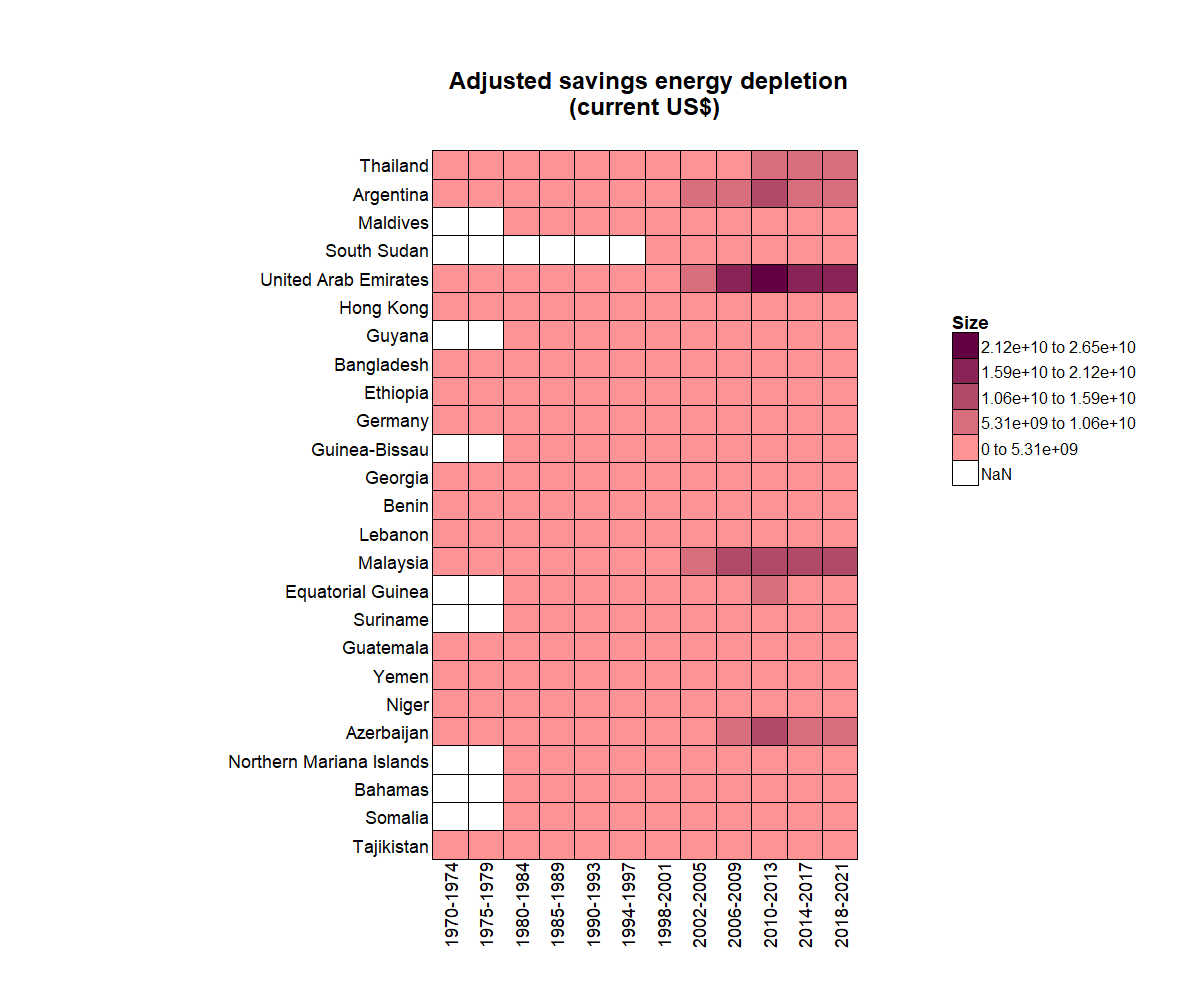 Adjusted savings energy depletion
(current US$)
Thailand
Argentina
Maldives
South Sudan
United Arab Emirates
Hong Kong
Guyana
Bangladesh
Ethiopia
Germany
Guinea-Bissau
Georgia
Benin
Lebanon
Malaysia
Equatorial Guinea
Suriname
Guatemala
Yemen
Niger
Azerbaijan
Northern Mariana Islands
Bahamas
Somalia
Tajikistan
1970-1974
1975-1979
1980-1984
1985-1989
1990-1993
1994-1997
1998-2001
2002-2005
2006-2009
2010-2013
2014-2017
2018-2021
Size
2.12e+10 to 2.65e+10
1.59e+10 to 2.12e+10
1.06e+10 to 1.59e+10
5.31e+09 to 1.06e+10
0 to 5.31e+09
NaN